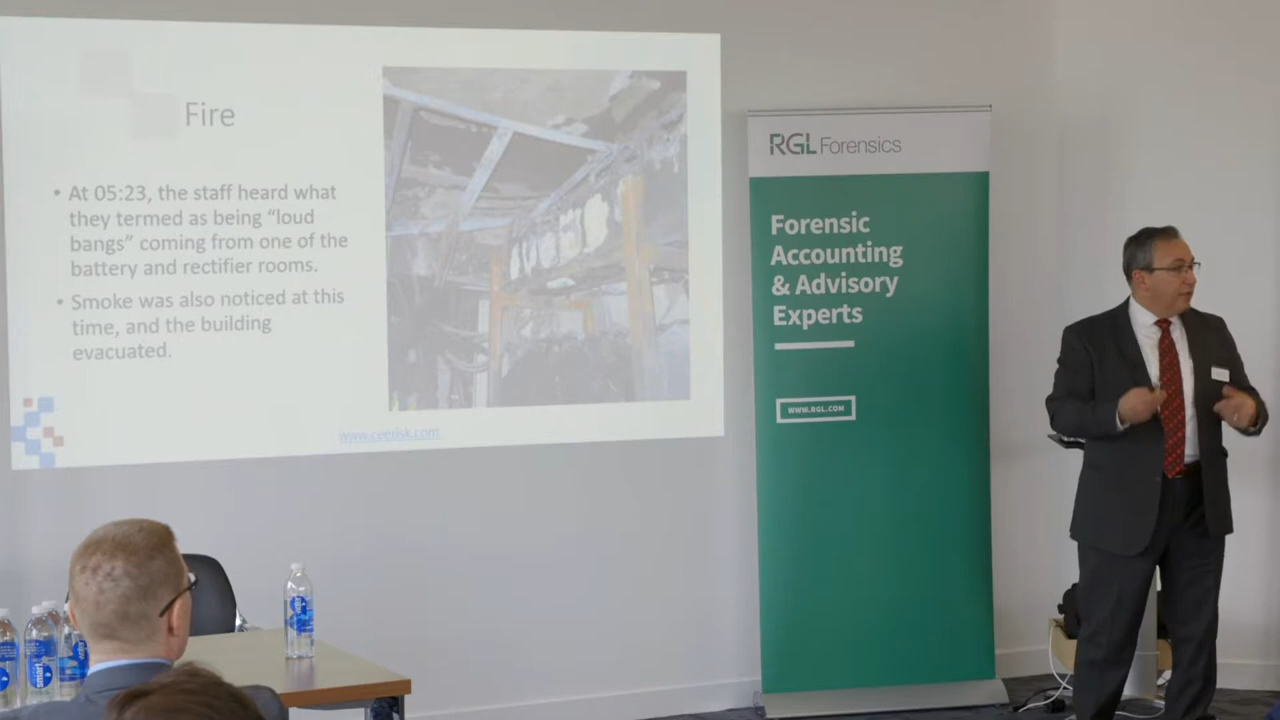 Fire
• At 05:23, the staff heard what
they termed as being “loud
bangs” coming from one of the
battery and rectifier rooms.
• Smoke was also noticed at this
time, and the building
evacuated.
www.ceerisk.com
RGL Forensics
Forensic
Accounting
& Advisory
Experts
WWW.RGL.COM
smart